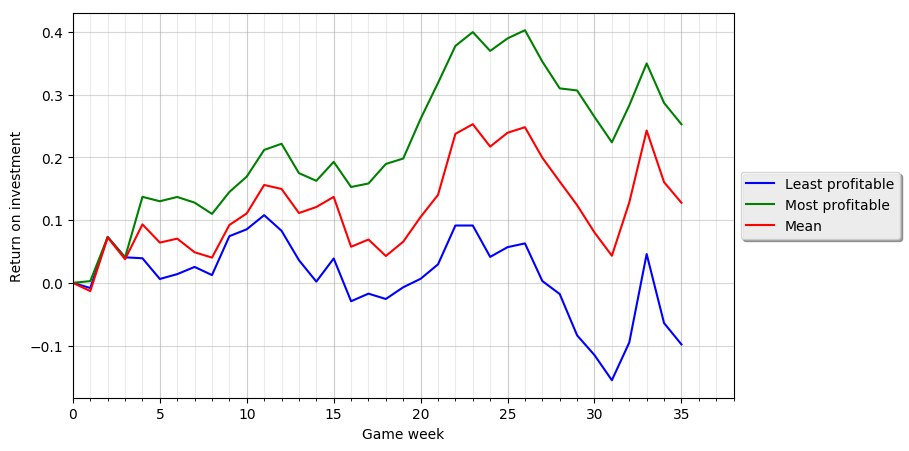 0.4
0.3
0.2
0.1
0.0
−0.1
Return on investment
0 5 10 15 20 25 30 35
Game week
Least profitable
Most profitable
Mean